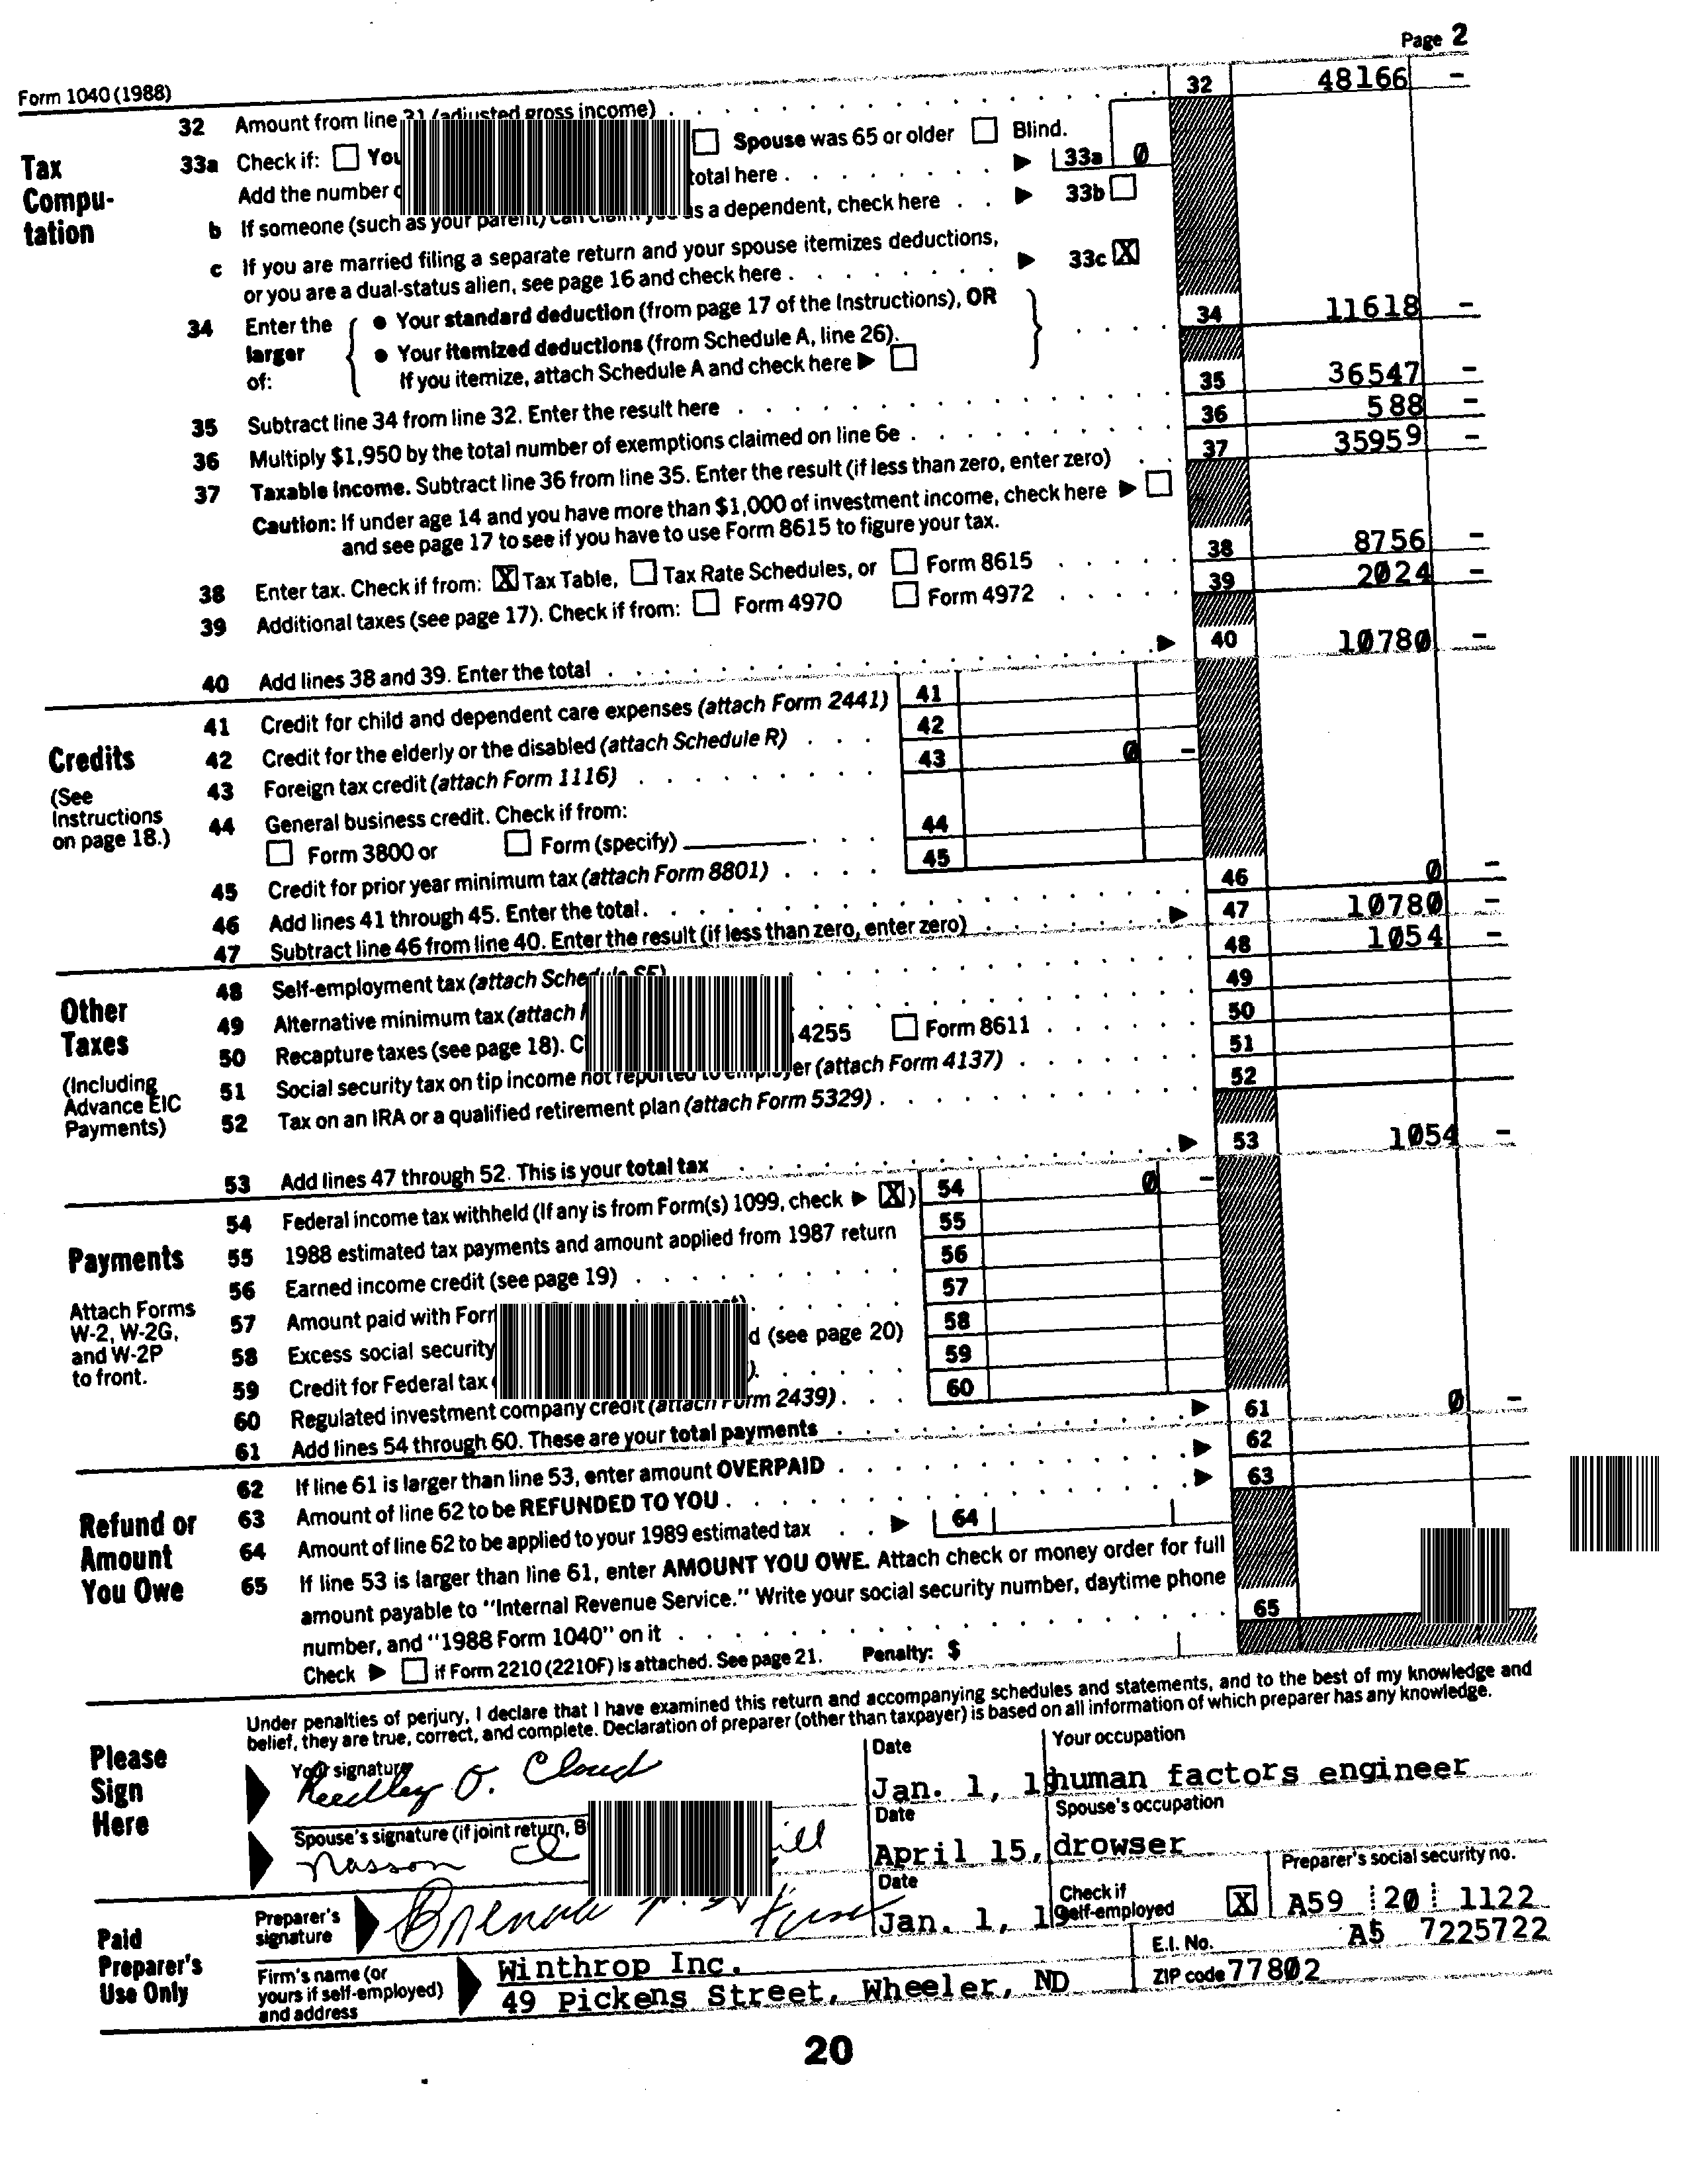 Page 2
Form 1040 (1988)
32 Amount from line 31 (adjusted gross income) 32 48166 –
Tax Compu-tation
33a Check if: You Spouse was 65 or older Blind.
Add the number total here 33a 0
b If someone (such as your parent) can claim you as a dependent, check here 33b
c If you are married filing a separate return and your spouse itemizes deductions,
or you are a dual-status alien, see page 16 and check here 33c X
34 Enter the larger of: • Your standard deduction (from page 17 of the Instructions), OR 34 11618 –
• Your itemized deductions (from Schedule A, line 26).
If you itemize, attach Schedule A and check here
35 Subtract line 34 from line 32. Enter the result here 35 36547 –
36 Multiply $1,950 by the total number of exemptions claimed on line 6e 36 588 –
37 Taxable income. Subtract line 36 from line 35. Enter the result (if less than zero, enter zero) 37 35959 –
Caution: If under age 14 and you have more than $1,000 of investment income, check here
and see page 17 to see if you have to use Form 8615 to figure your tax.
38 Enter tax. Check if from: X Tax Table, Tax Rate Schedules, or Form 8615 38 8756 –
39 Additional taxes (see page 17). Check if from: Form 4970 Form 4972 39 2024 –
40 Add lines 38 and 39. Enter the total 40 10780 –
Credits
(See Instructions on page 18.)
41 Credit for child and dependent care expenses (attach Form 2441) 41
42 Credit for the elderly or the disabled (attach Schedule R) 42
43 Foreign tax credit (attach Form 1116) 43 0 –
44 General business credit. Check if from:
Form 3800 or Form (specify) 44
45 Credit for prior year minimum tax (attach Form 8801) 45
46 Add lines 41 through 45. Enter the total 46 0 –
47 Subtract line 46 from line 40. Enter the result (if less than zero, enter zero) 47 10780 –
Other Taxes
(Including Advance EIC Payments)
48 Self-employment tax (attach Schedule SE) 48 1054 –
49 Alternative minimum tax (attach 49
50 Recapture taxes (see page 18). 4255 Form 8611 50
51 Social security tax on tip income not reported to employer (attach Form 4137) 51
52 Tax on an IRA or a qualified retirement plan (attach Form 5329) 52
53 Add lines 47 through 52. This is your total tax 53 1054 –
Payments
Attach Forms W-2, W-2G, and W-2P to front.
54 Federal income tax withheld (If any is from Form(s) 1099, check X ) 54 0 –
55 1988 estimated tax payments and amount applied from 1987 return 55
56 Earned income credit (see page 19) 56
57 Amount paid with 57
58 Excess social security (see page 20) 58
59 Credit for Federal tax 59
60 Regulated investment company credit (attach Form 2439) 60
61 Add lines 54 through 60. These are your total payments 61 0 –
Refund or Amount You Owe
62 If line 61 is larger than line 53, enter amount OVERPAID 62
63 Amount of line 62 to be REFUNDED TO YOU 63
64 Amount of line 62 to be applied to your 1989 estimated tax 64
65 If line 53 is larger than line 61, enter AMOUNT YOU OWE. Attach check or money order for full
amount payable to "Internal Revenue Service." Write your social security number, daytime phone
number, and "1988 Form 1040" on it 65
Check if Form 2210 (2210F) is attached. See page 21. Penalty: $
Under penalties of perjury, I declare that I have examined this return and accompanying schedules and statements, and to the best of my knowledge and
belief, they are true, correct, and complete. Declaration of preparer (other than taxpayer) is based on all information of which preparer has any knowledge.
Please Sign Here
Your signature Date Your occupation
Reedley O. Cloud Jan. 1, 19 human factors engineer
Spouse's signature (if joint return, Date Spouse's occupation
Nasson April 15, drowser
Paid Preparer's Use Only
Preparer's signature Date Check if self-employed X Preparer's social security no.
Jan. 1, 19 A59 20 1122
Firm's name (or yours if self-employed) and address
Winthrop Inc. E.I. No. A5 7225722
49 Pickens Street, Wheeler, ND ZIP code 77802
20